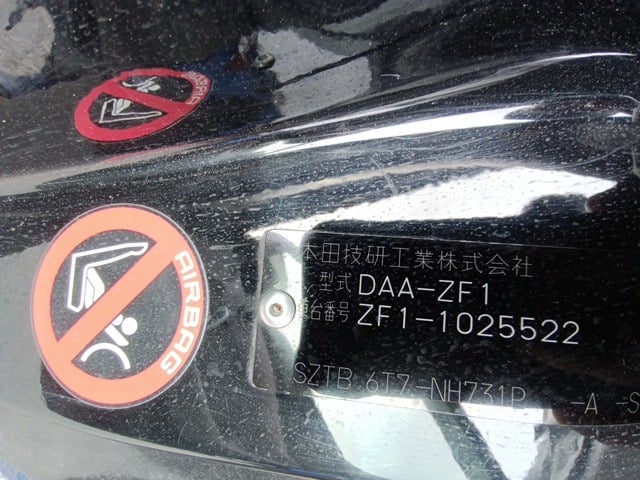 AIRBAG
AIRBAG
本田技研工業株式会社
型式 DAA-ZF1
車台番号 ZF1-1025522
SZTB 6T7-NH731P -A -S